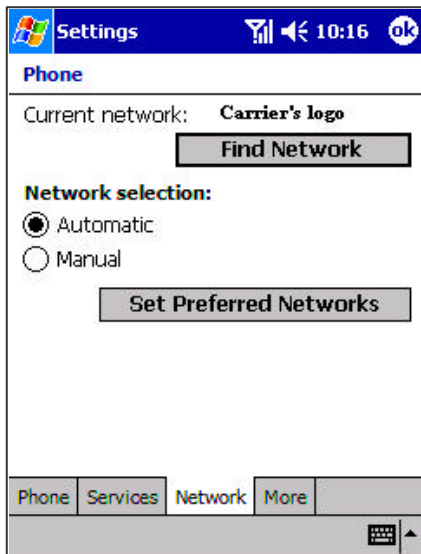 Settings 10:16 ok
Phone
Current network: Carrier's logo
Find Network
Network selection:
Automatic
Manual
Set Preferred Networks
Phone Services Network More